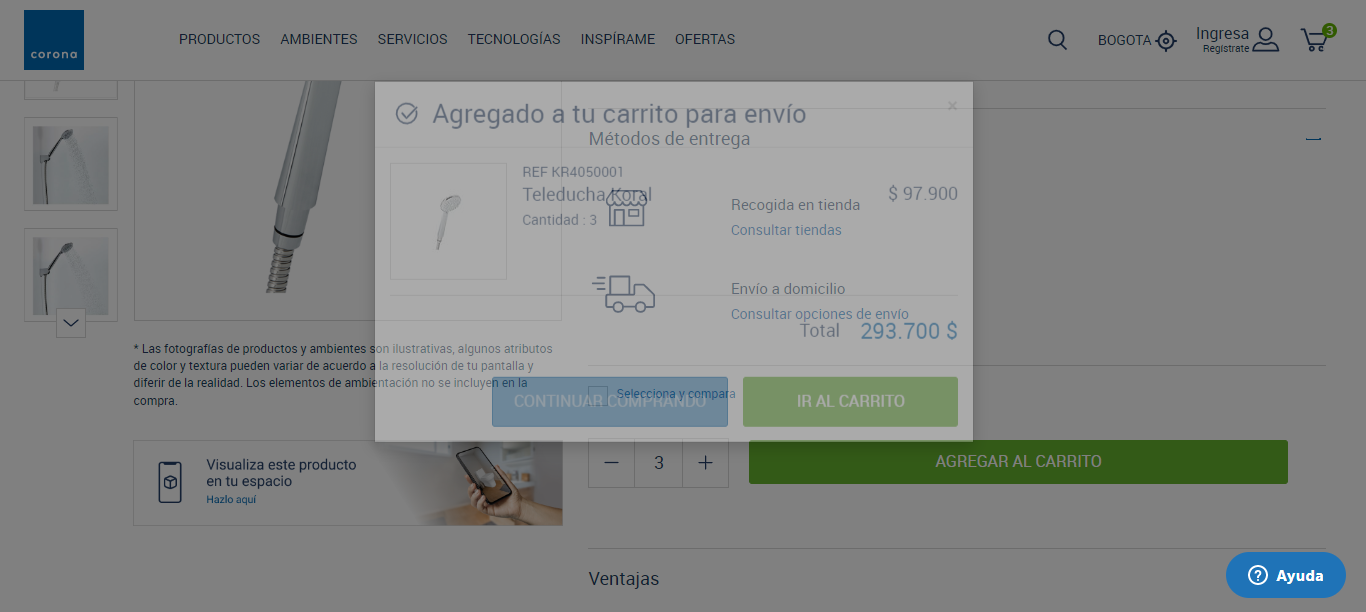 corona
PRODUCTOS AMBIENTES SERVICIOS TECNOLOGÍAS INSPÍRAME OFERTAS
BOGOTA
Ingresa
Regístrate
3
Agregado a tu carrito para envío
×
Métodos de entrega
REF KR4050001
Teleducha Koral
$ 97.900
Cantidad : 3
Recogida en tienda
Consultar tiendas
Envío a domicilio
Consultar opciones de envío
Total 293.700 $
* Las fotografías de productos y ambientes son ilustrativas, algunos atributos
de color y textura pueden variar de acuerdo a la resolución de tu pantalla y
diferir de la realidad. Los elementos de ambientación no se incluyen en la
compra.
Selecciona y compara
CONTINUAR COMPRANDO
IR AL CARRITO
3
AGREGAR AL CARRITO
Visualiza este producto
en tu espacio
Hazlo aquí
Ventajas
Ayuda